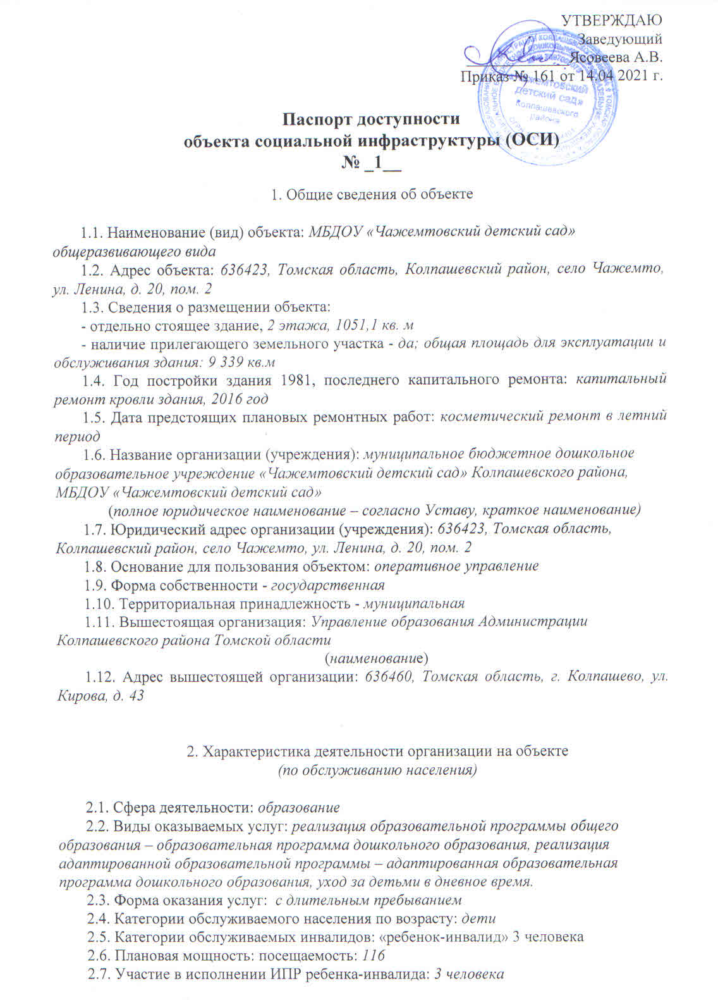 УТВЕРЖДАЮ
Заведующий
Ясовеева А.В.
Приказ № 161 от 14.04 2021 г.
детский сад»
Колпашевского
района
Паспорт доступности
объекта социальной инфраструктуры (ОСИ)
№ _1__
1. Общие сведения об объекте
1.1. Наименование (вид) объекта: МБДОУ «Чажемтовский детский сад»
общеразвивающего вида
1.2. Адрес объекта: 636423, Томская область, Колпашевский район, село Чажемто,
ул. Ленина, д. 20, пом. 2
1.3. Сведения о размещении объекта:
- отдельно стоящее здание, 2 этажа, 1051,1 кв. м
- наличие прилегающего земельного участка - да; общая площадь для эксплуатации и
обслуживания здания: 9 339 кв.м
1.4. Год постройки здания 1981, последнего капитального ремонта: капитальный
ремонт кровли здания, 2016 год
1.5. Дата предстоящих плановых ремонтных работ: косметический ремонт в летний
период
1.6. Название организации (учреждения): муниципальное бюджетное дошкольное
образовательное учреждение «Чажемтовский детский сад» Колпашевского района,
МБДОУ «Чажемтовский детский сад»
(полное юридическое наименование – согласно Уставу, краткое наименование)
1.7. Юридический адрес организации (учреждения): 636423, Томская область,
Колпашевский район, село Чажемто, ул. Ленина, д. 20, пом. 2
1.8. Основание для пользования объектом: оперативное управление
1.9. Форма собственности - государственная
1.10. Территориальная принадлежность - муниципальная
1.11. Вышестоящая организация: Управление образования Администрации
Колпашевского района Томской области
(наименование)
1.12. Адрес вышестоящей организации: 636460, Томская область, г. Колпашево, ул.
Кирова, д. 43
2. Характеристика деятельности организации на объекте
(по обслуживанию населения)
2.1. Сфера деятельности: образование
2.2. Виды оказываемых услуг: реализация образовательной программы общего
образования – образовательная программа дошкольного образования, реализация
адаптированной образовательной программы – адаптированная образовательная
программа дошкольного образования, уход за детьми в дневное время.
2.3. Форма оказания услуг: с длительным пребыванием
2.4. Категории обслуживаемого населения по возрасту: дети
2.5. Категории обслуживаемых инвалидов: «ребенок-инвалид» 3 человека
2.6. Плановая мощность: посещаемость: 116
2.7. Участие в исполнении ИПР ребенка-инвалида: 3 человека